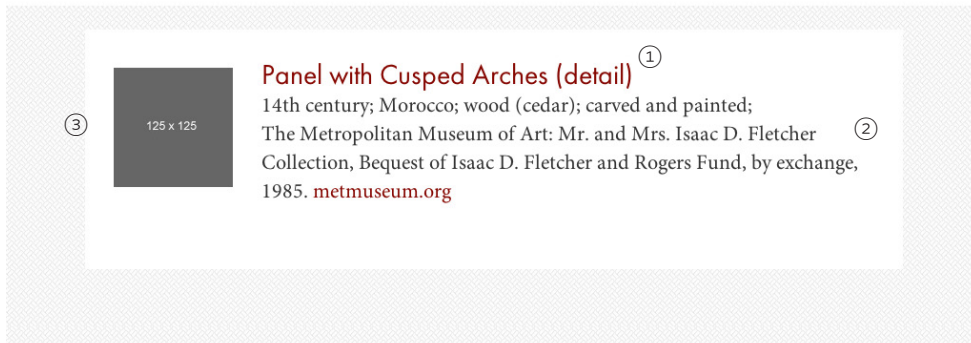 ①
Panel with Cusped Arches (detail)
③
125 x 125
14th century; Morocco; wood (cedar); carved and painted;
The Metropolitan Museum of Art: Mr. and Mrs. Isaac D. Fletcher
②
Collection, Bequest of Isaac D. Fletcher and Rogers Fund, by exchange,
1985. metmuseum.org